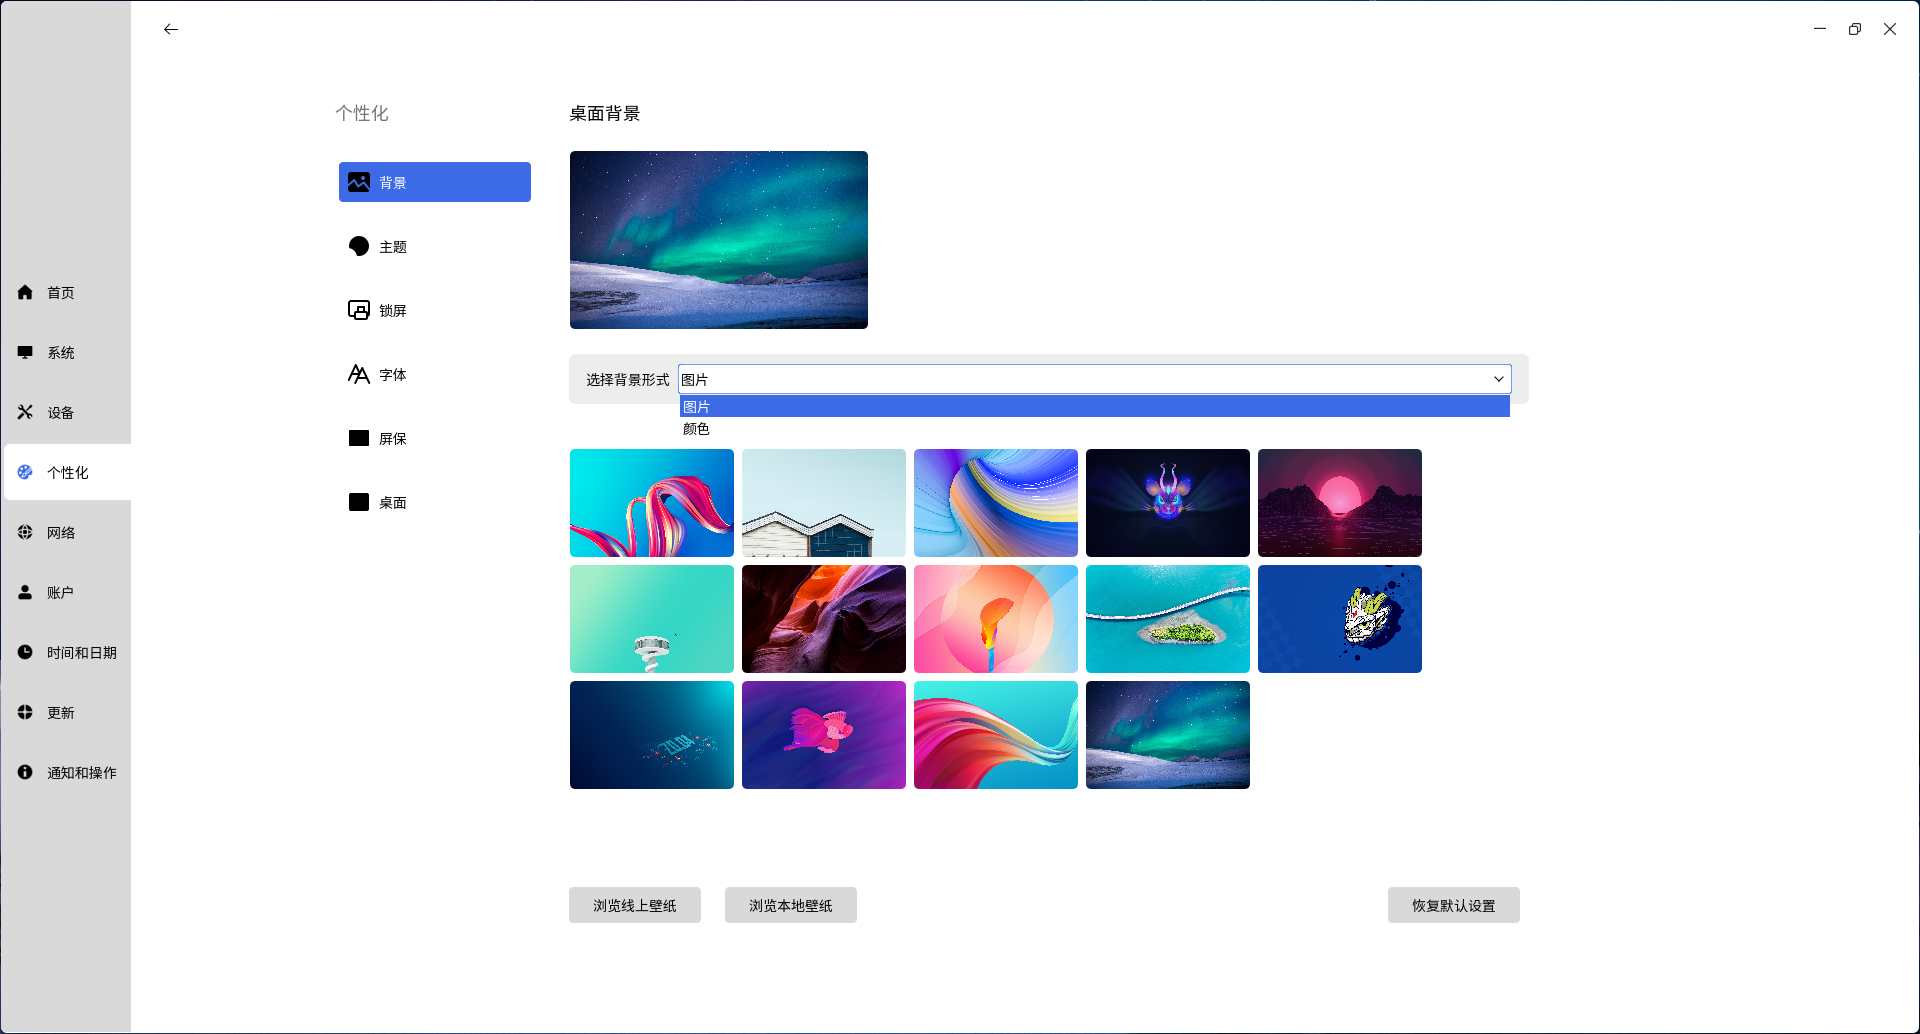 首页
系统
设备
个性化
网络
账户
时间和日期
更新
通知和操作
个性化
背景
主题
锁屏
字体
屏保
桌面
桌面背景
选择背景形式 图片
图片
颜色
浏览线上壁纸 浏览本地壁纸 恢复默认设置